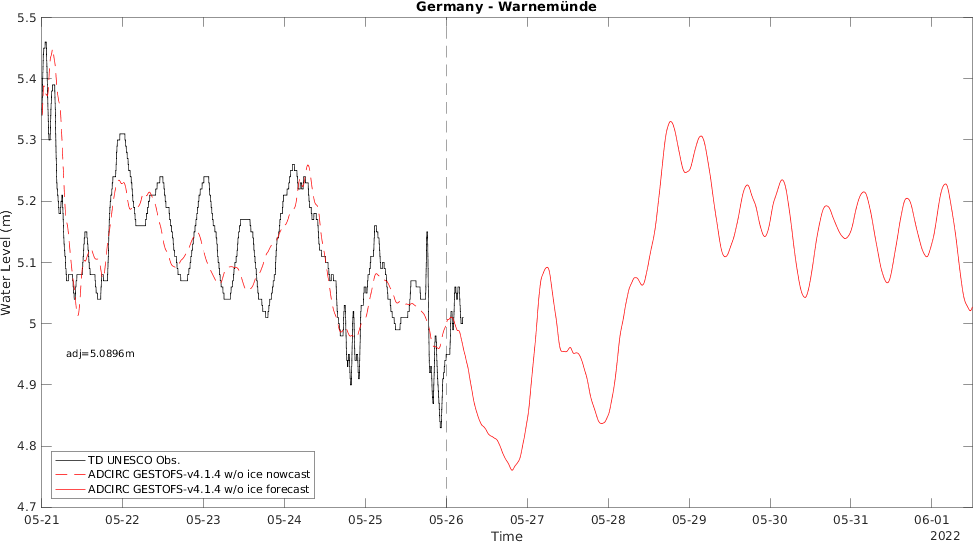 Germany - Warnemünde
5.5
5.4
5.3
5.2
5.1
5
4.9
4.8
4.7
Water Level (m)
adj=5.0896m
TD UNESCO Obs.
ADCIRC GESTOFS-v4.1.4 w/o ice nowcast
ADCIRC GESTOFS-v4.1.4 w/o ice forecast
05-21 05-22 05-23 05-24 05-25 05-26 05-27 05-28 05-29 05-30 05-31 06-01
Time
2022